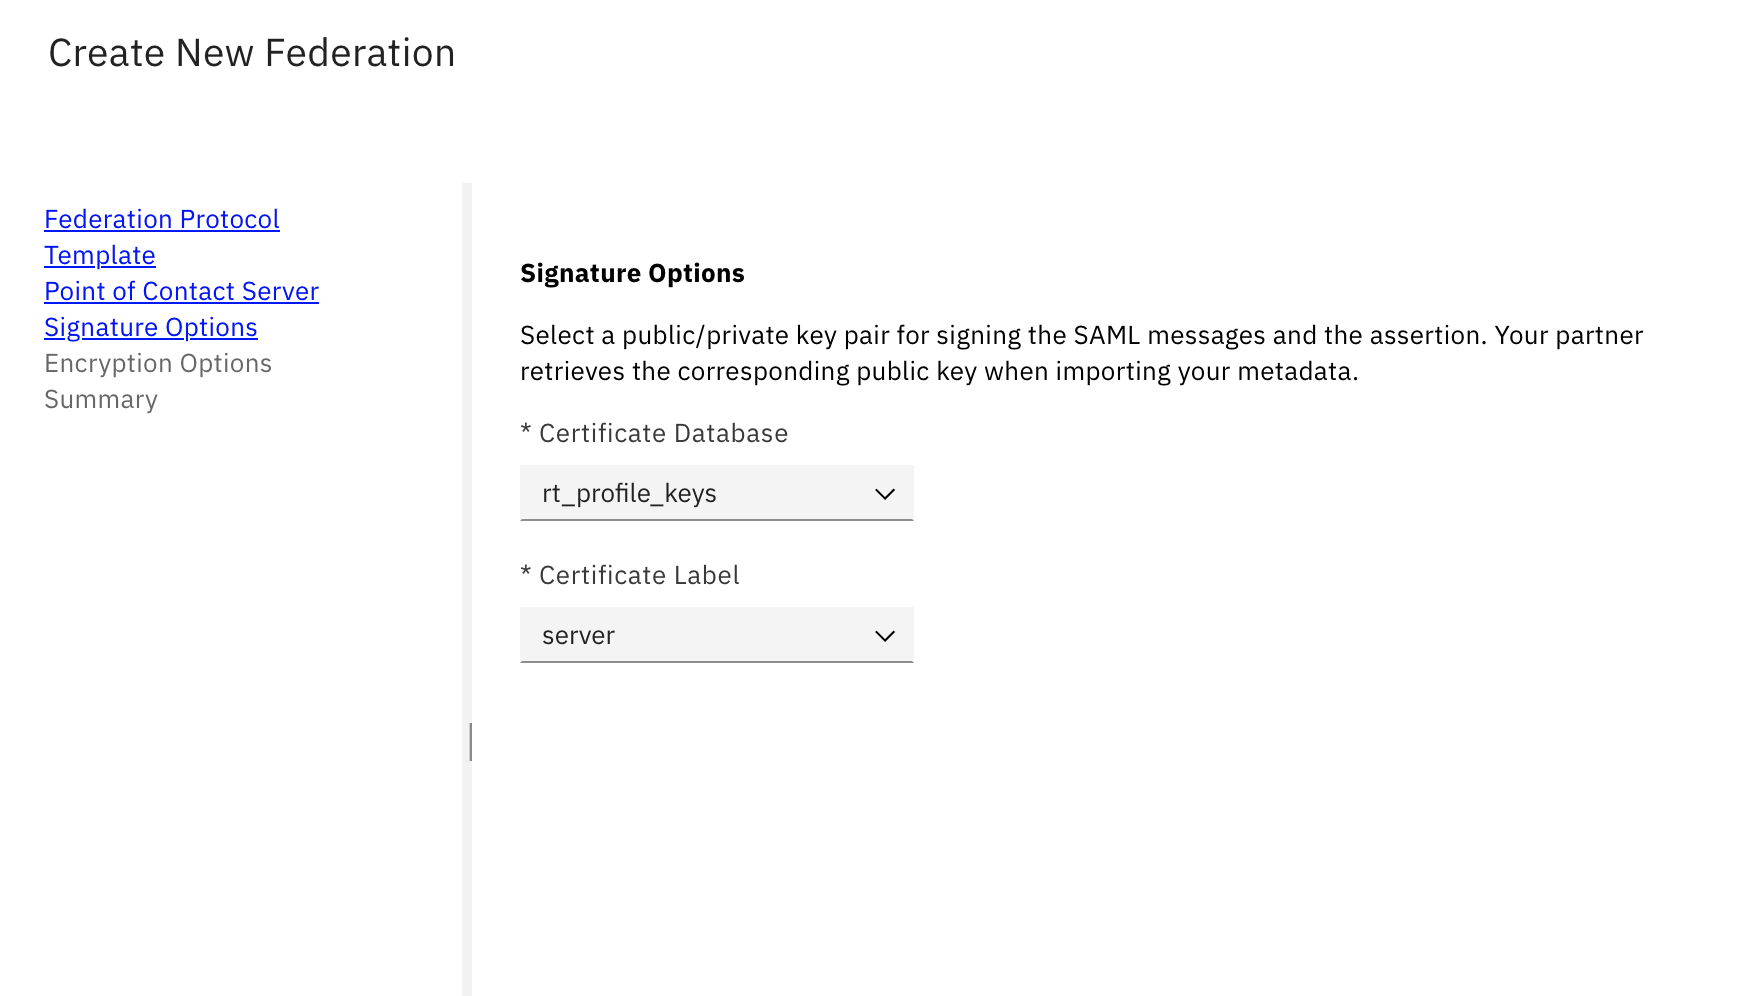 Create New Federation
Federation Protocol
Template
Point of Contact Server
Signature Options
Encryption Options
Summary
Signature Options
Select a public/private key pair for signing the SAML messages and the assertion. Your partner
retrieves the corresponding public key when importing your metadata.
* Certificate Database
rt_profile_keys
* Certificate Label
server